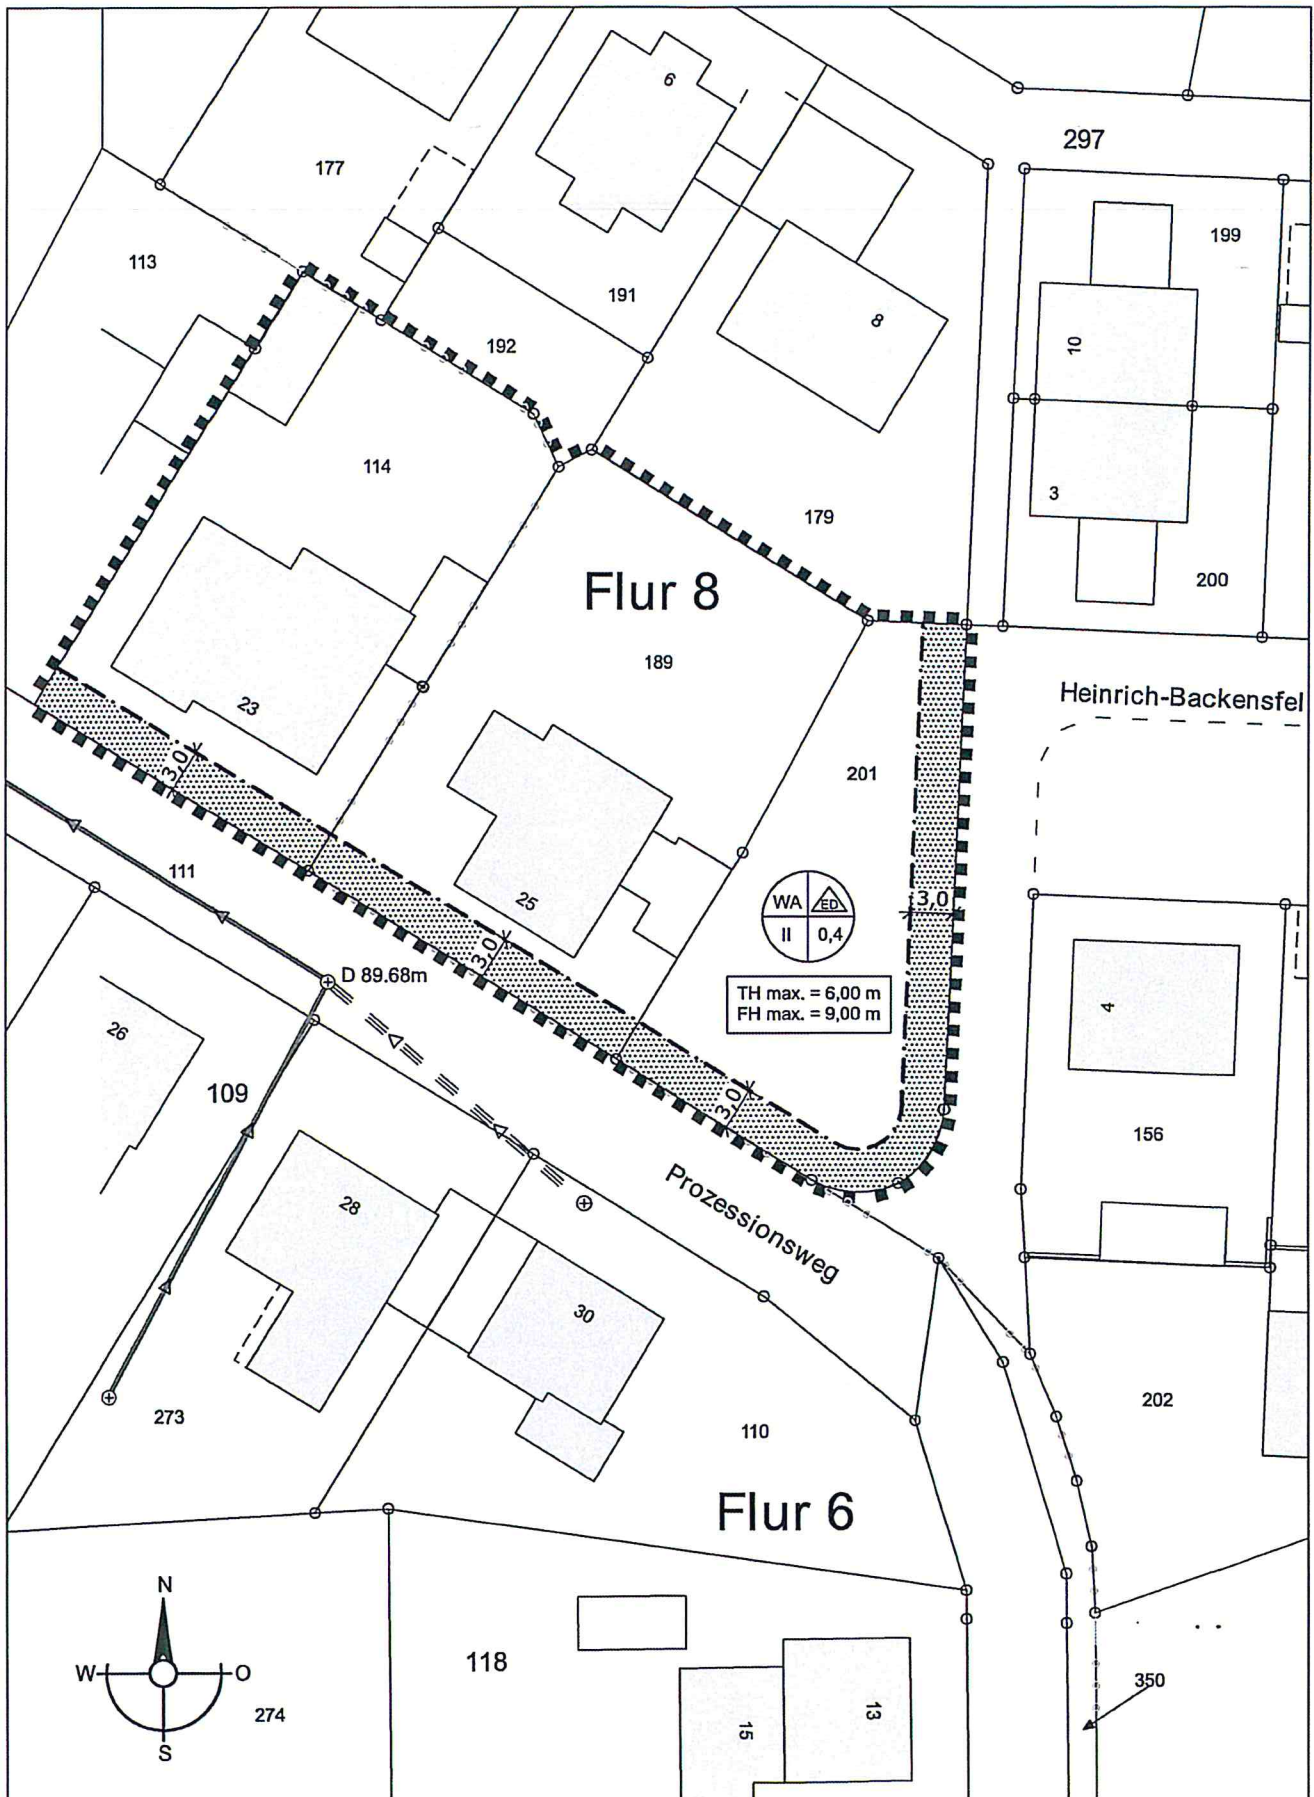 6
297
177
199
113
191
8
192
10
114
3
179
Flur 8
200
189
Heinrich-Backensfel
23
201
3,0
111
WA
ED
3,0
25
II
0,4
3,0
D 89.68m
TH max. = 6,00 m
FH max. = 9,00 m
4
26
109
3,0
156
Prozessionsweg
28
30
273
202
110
Flur 6
N
118
W
O
350
274
13
15
S